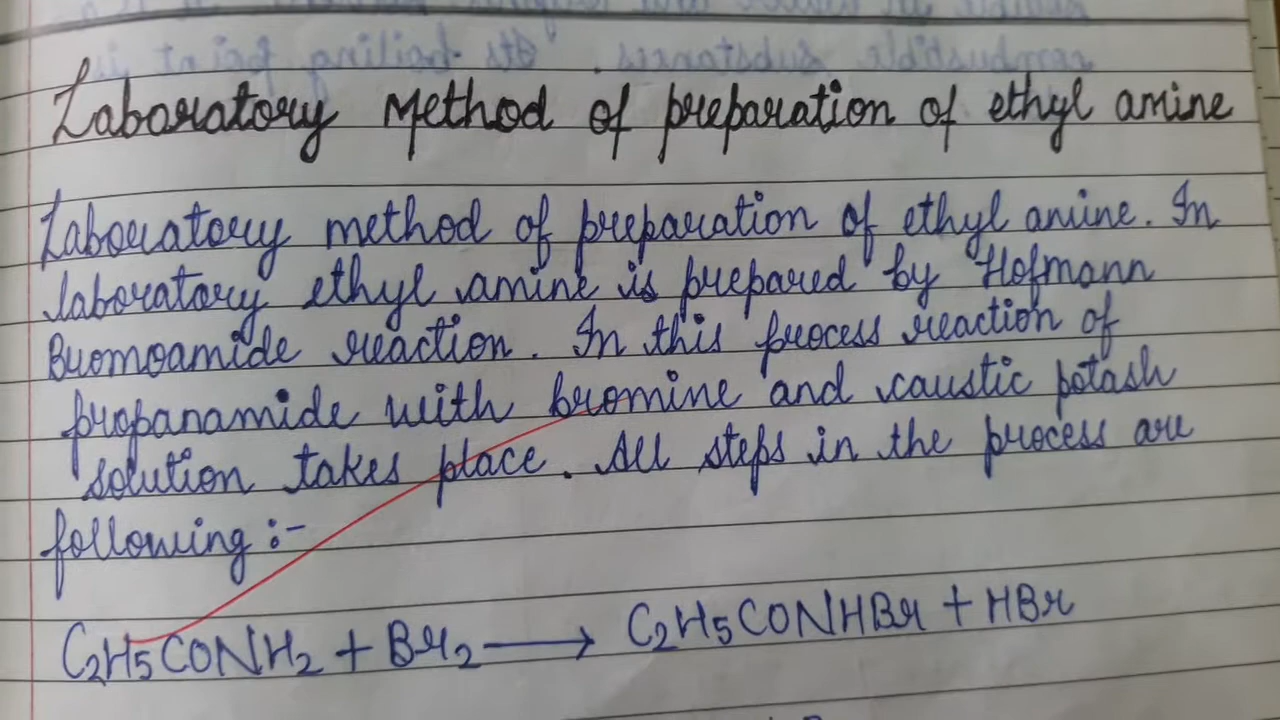 Laboratory Method of preparation of ethyl amine
Laboratory method of preparation of ethyl amine. In
laboratory ethyl amine is prepared by Hofmann
Bromoamide reaction. In this process reaction of
propanamide with bromine and caustic potash
solution takes place. All steps in the process are
following :-
C2H5CONH2 + Br2 ⟶ C2H5CONHBr + HBr